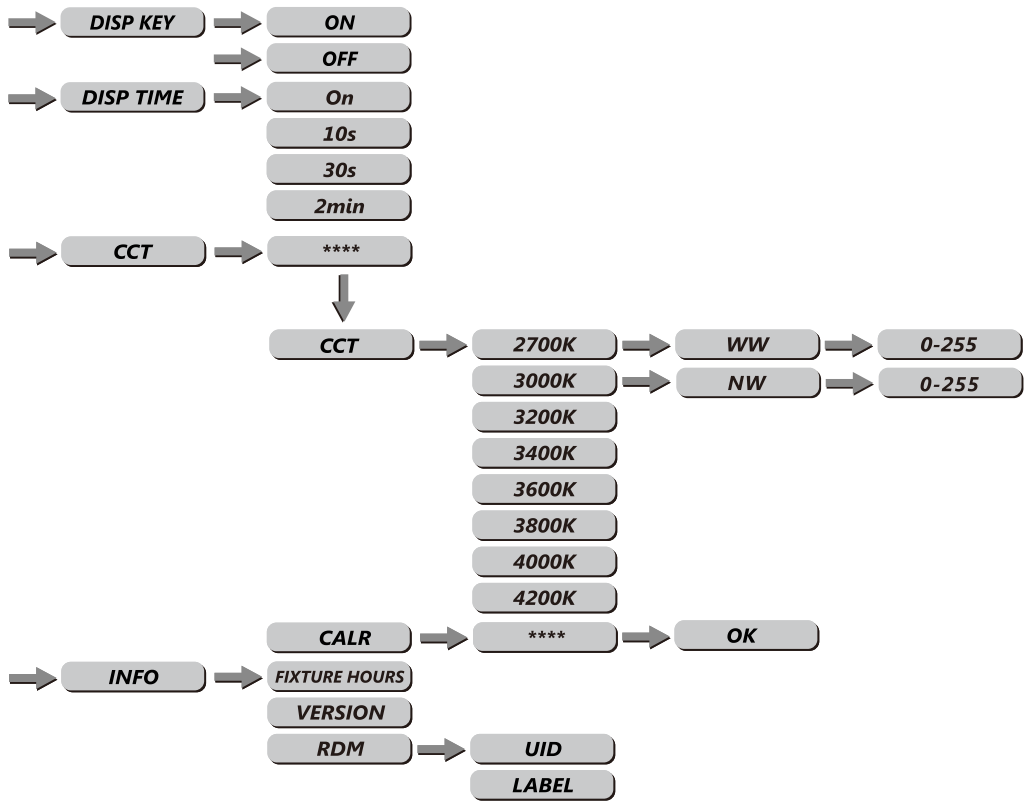 DISP KEY ON
OFF
DISP TIME On
10s
30s
2min
CCT ****
CCT 2700K WW 0-255
3000K NW 0-255
3200K
3400K
3600K
3800K
4000K
4200K
CALR **** OK
INFO FIXTURE HOURS
VERSION
RDM UID
LABEL